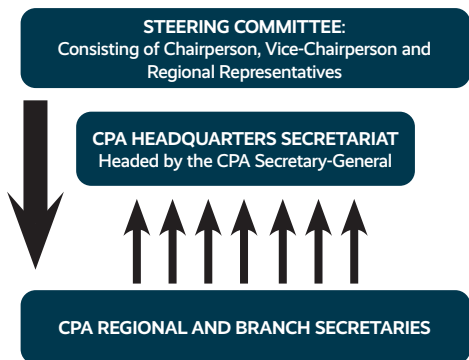 STEERING COMMITTEE:
Consisting of Chairperson, Vice-Chairperson and
Regional Representatives
CPA HEADQUARTERS SECRETARIAT
Headed by the CPA Secretary-General
CPA REGIONAL AND BRANCH SECRETARIES